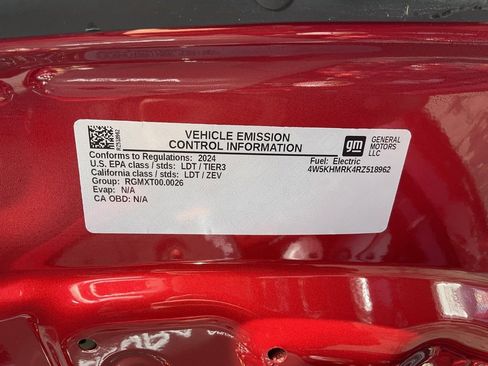 VEHICLE EMISSION
CONTROL INFORMATION
gm
GENERAL
MOTORS
LLC
RZ518962
Conforms to Regulations: 2024
U.S. EPA class / stds: LDT / TIER3
California class / stds: LDT / ZEV
Group: RGMXT00.0026
Evap: N/A
CA OBD: N/A
Fuel: Electric
4W5KHMRK4RZ518962